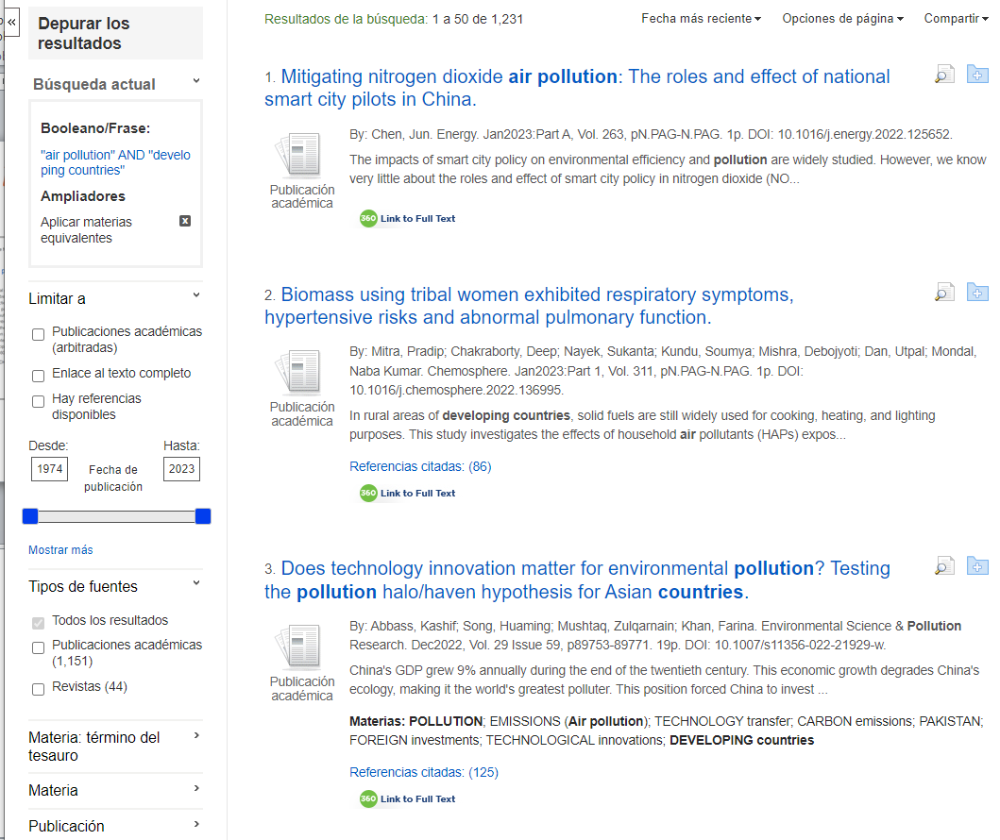 «
Depurar los
resultados
Búsqueda actual
Booleano/Frase:
"air pollution" AND "develo
ping countries"
Ampliadores
Aplicar materias
equivalentes
Limitar a
Publicaciones académicas
(arbitradas)
Enlace al texto completo
Hay referencias
disponibles
Desde: Hasta:
1974 Fecha de publicación 2023
Mostrar más
Tipos de fuentes
Todos los resultados
Publicaciones académicas
(1,151)
Revistas (44)
Materia: término del
tesauro
Materia
Publicación
Resultados de la búsqueda: 1 a 50 de 1,231 Fecha más reciente Opciones de página Compartir
1. Mitigating nitrogen dioxide air pollution: The roles and effect of national
smart city pilots in China.
Publicación
académica
By: Chen, Jun. Energy. Jan2023:Part A, Vol. 263, pN.PAG-N.PAG. 1p. DOI: 10.1016/j.energy.2022.125652.
The impacts of smart city policy on environmental efficiency and pollution are widely studied. However, we know
very little about the roles and effect of smart city policy in nitrogen dioxide (NO...
360 Link to Full Text
2. Biomass using tribal women exhibited respiratory symptoms,
hypertensive risks and abnormal pulmonary function.
Publicación
académica
By: Mitra, Pradip; Chakraborty, Deep; Nayek, Sukanta; Kundu, Soumya; Mishra, Debojyoti; Dan, Utpal; Mondal,
Naba Kumar. Chemosphere. Jan2023:Part 1, Vol. 311, pN.PAG-N.PAG. 1p. DOI:
10.1016/j.chemosphere.2022.136995.
In rural areas of developing countries, solid fuels are still widely used for cooking, heating, and lighting
purposes. This study investigates the effects of household air pollutants (HAPs) expos...
Referencias citadas: (86)
360 Link to Full Text
3. Does technology innovation matter for environmental pollution? Testing
the pollution halo/haven hypothesis for Asian countries.
Publicación
académica
By: Abbass, Kashif; Song, Huaming; Mushtaq, Zulqarnain; Khan, Farina. Environmental Science & Pollution
Research. Dec2022, Vol. 29 Issue 59, p89753-89771. 19p. DOI: 10.1007/s11356-022-21929-w.
China's GDP grew 9% annually during the end of the twentieth century. This economic growth degrades China's
ecology, making it the world's greatest polluter. This position forced China to invest ...
Materias: POLLUTION; EMISSIONS (Air pollution); TECHNOLOGY transfer; CARBON emissions; PAKISTAN;
FOREIGN investments; TECHNOLOGICAL innovations; DEVELOPING countries
Referencias citadas: (125)
360 Link to Full Text